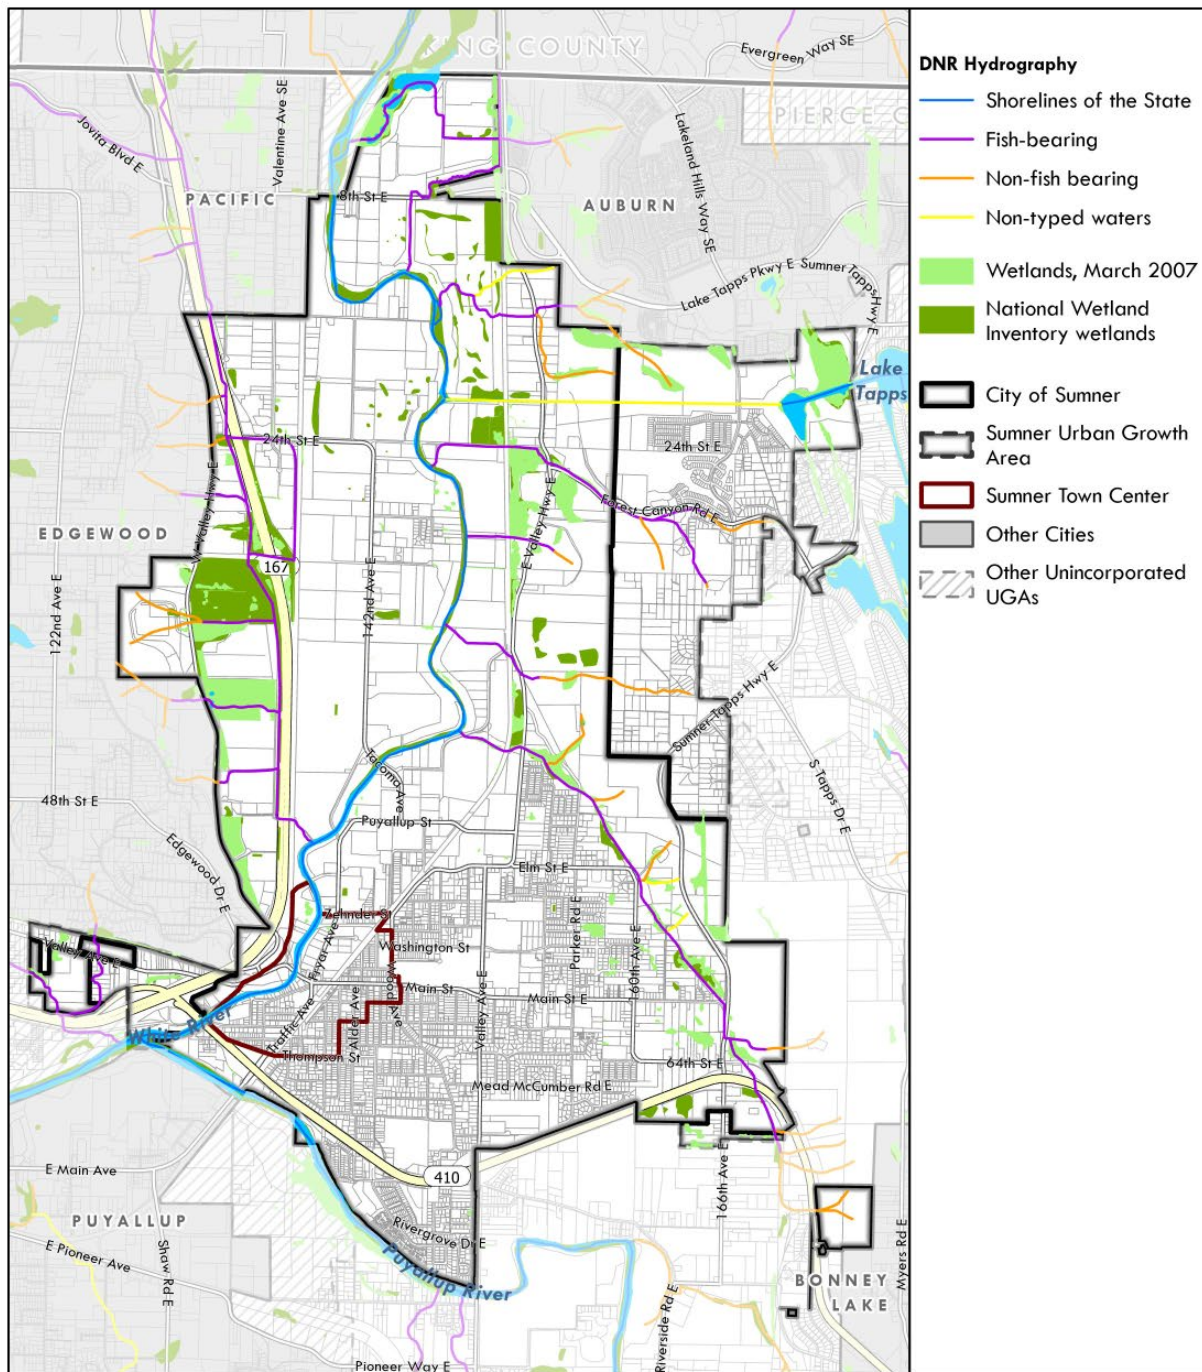 KING COUNTY
Evergreen Way SE
PIERCE C
Jovita Blvd E
Valentine Ave SE
Lakeland Hills Way SE
PACIFIC
8th St E
AUBURN
Lake Tapps Pkwy E
Sumner Tapps Hwy E
Lake
Tapps
24th St E
24th St E
W Valley Hwy E
E Valley Hwy E
Forest Canyon Rd E
EDGEWOOD
167
122nd Ave E
142nd Ave E
Sumner-Tapps Hwy E
S Tapps Dr E
Tacoma Ave
48th St E
Puyallup St
Edgewood Dr E
Elm St E
Zehnder St
Parker Rd E
160th Ave E
Valley Ave E
Fryar Ave
Washington St
Wood Ave
Main St
Main St E
Traffic Ave
Alder Ave
Valley Ave E
White River
Thompson St
64th St E
Mead McCumber Rd E
E Main Ave
410
166th Ave E
PUYALLUP
Rivergrove Dr E
E Pioneer Ave
Shaw Rd E
Puyallup River
Myers Rd E
BONNEY
LAKE
Riverside Rd E
Pioneer Way E
DNR Hydrography
Shorelines of the State
Fish-bearing
Non-fish bearing
Non-typed waters
Wetlands, March 2007
National Wetland
Inventory wetlands
City of Sumner
Sumner Urban Growth
Area
Sumner Town Center
Other Cities
Other Unincorporated
UGAs